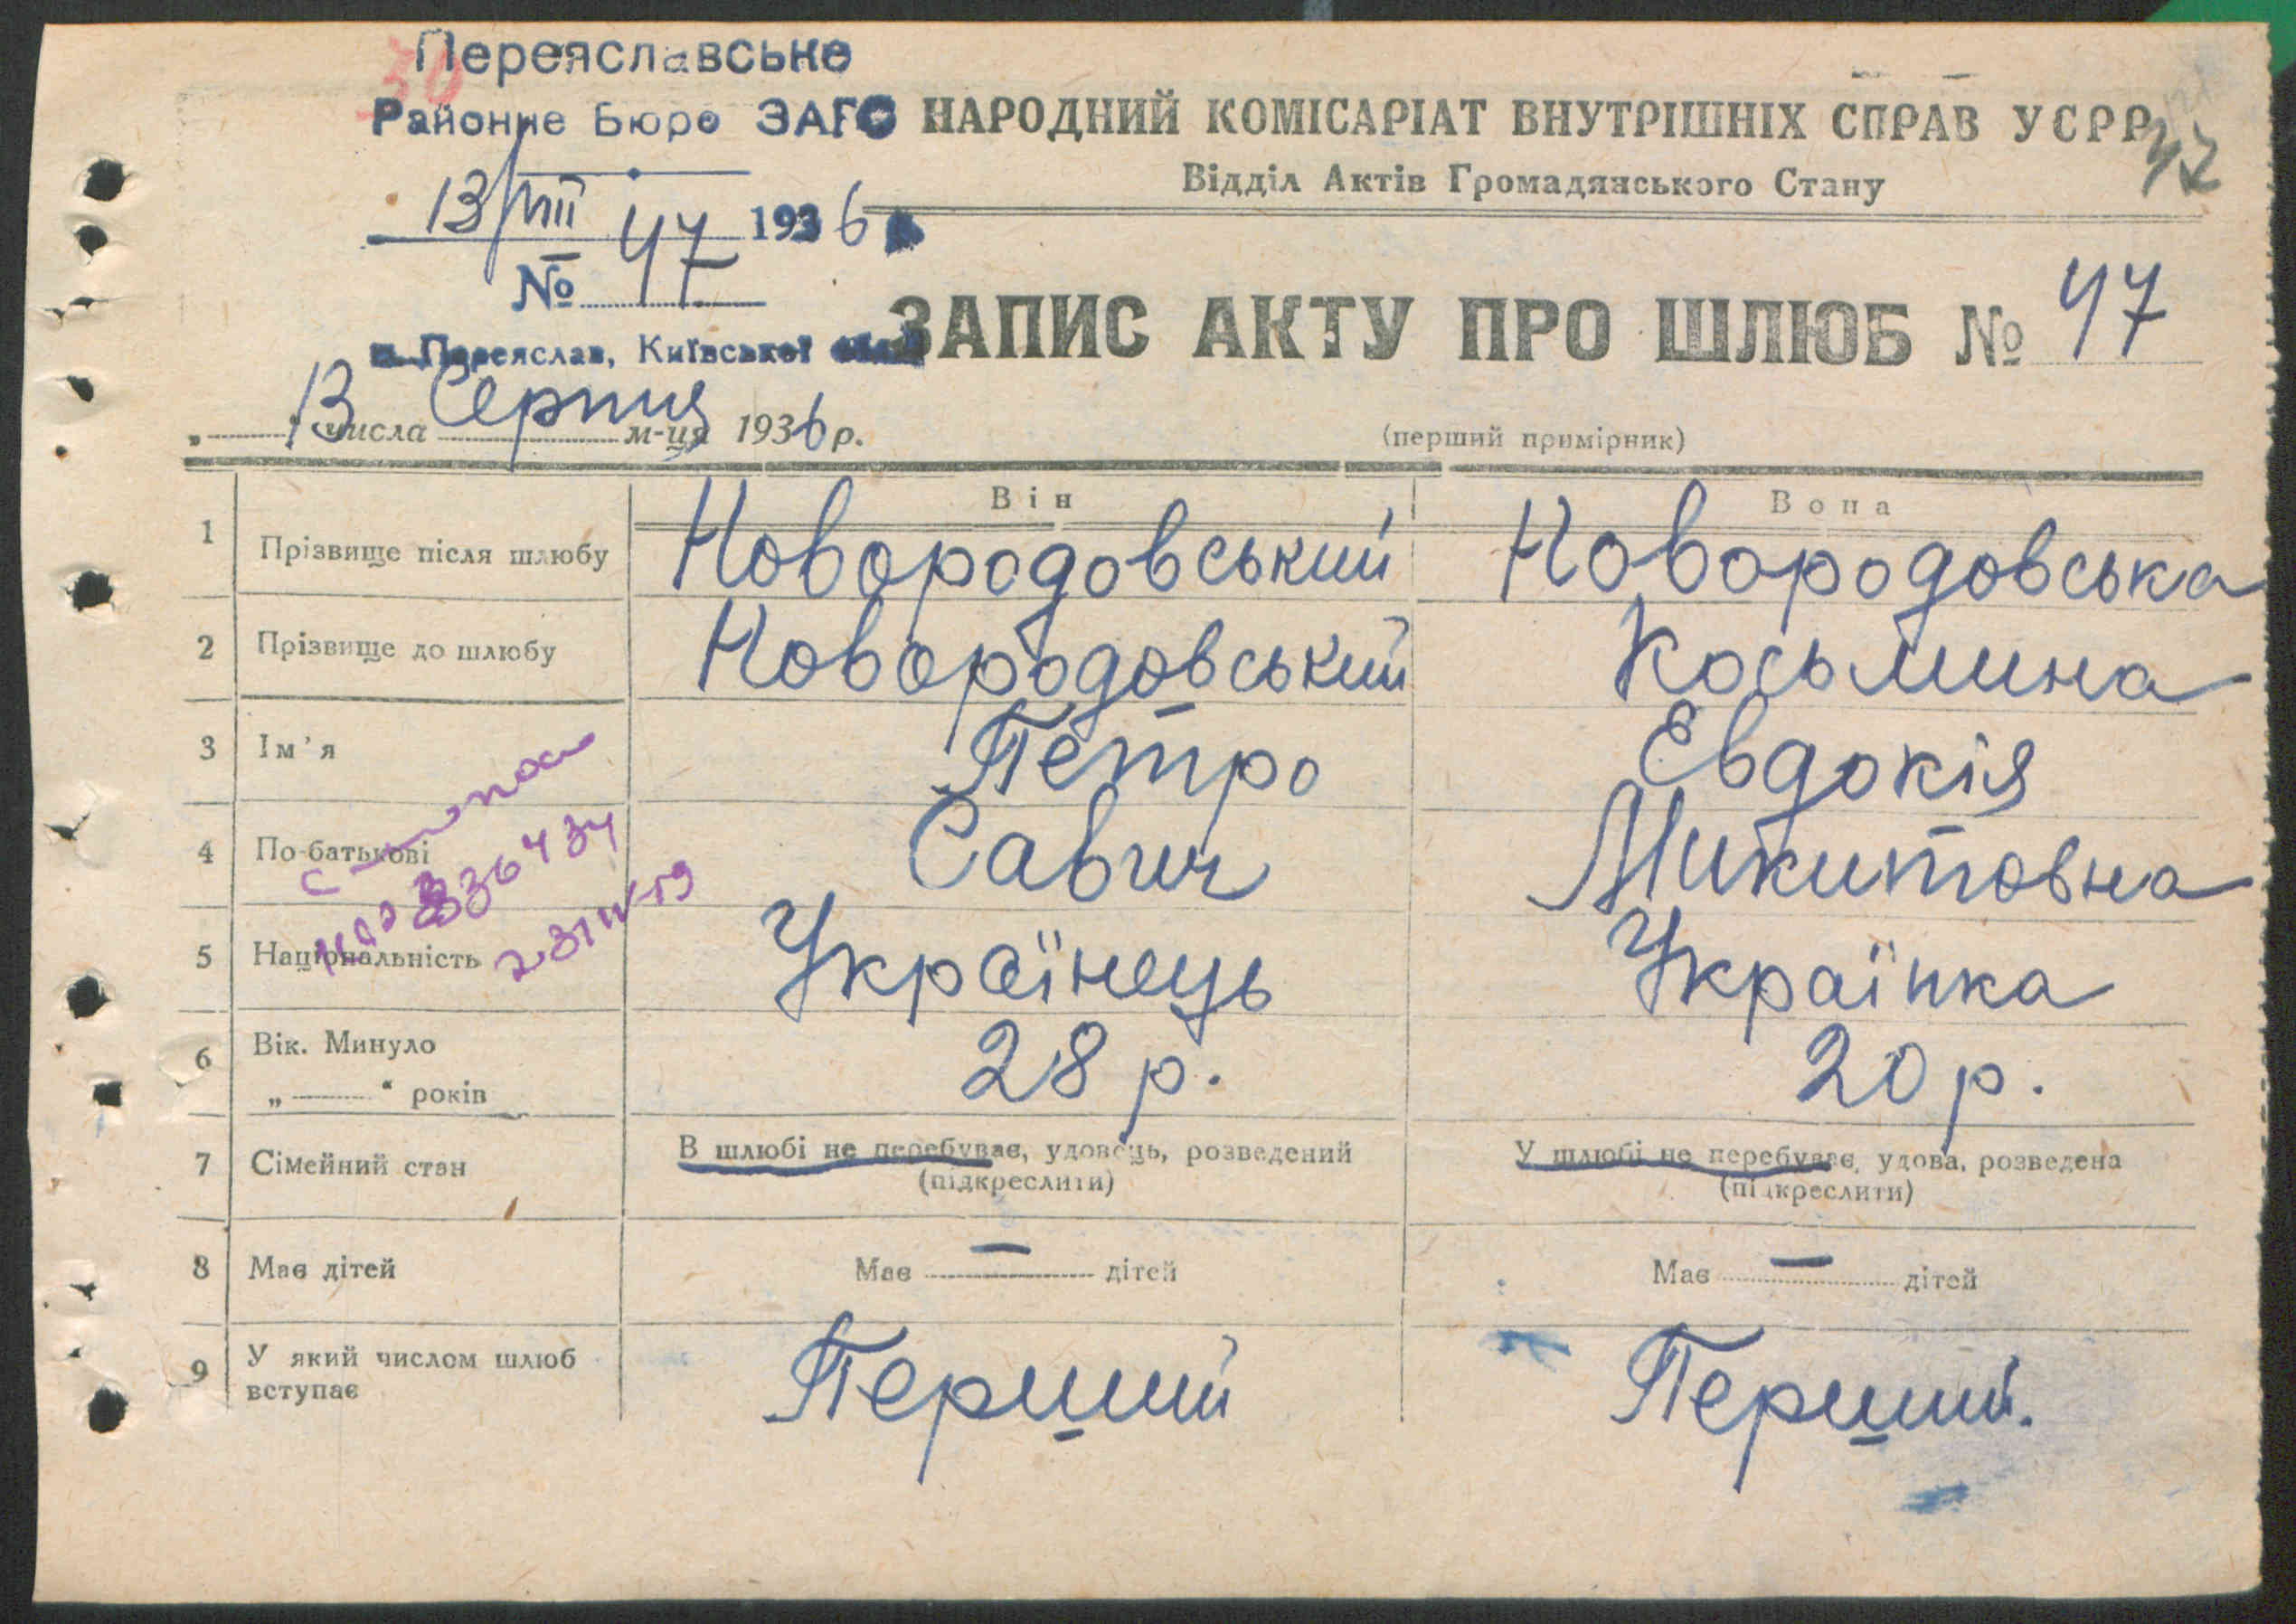 Переяславське
30
Районне Бюро ЗАГС
НАРОДНИЙ КОМІСАРІАТ ВНУТРІШНІХ СПРАВ УСРР
Відділ Актів Громадянського Стану
47
13/VIII 1936
№ 47
м. Переяслав, Київської
ЗАПИС АКТУ ПРО ШЛЮБ № 47
„13" числа Серпня м-ця 1936 р.
(перший примірник)
Він Вона
1 Прізвище після шлюбу Новородовський Новородовська
2 Прізвище до шлюбу Новородовський Косьмина
3 Ім'я Петро Евдокія
4 По-батькові Савич Микитовна
336434
5 Національність Українець Українка
6 Вік. Минуло 28 р. 20 р.
„ “ років
7 Сімейний стан В шлюбі не перебуває, удовець, розведений У шлюбі не перебуває, удова, розведена
(підкреслити) (підкреслити)
8 Має дітей Має — дітей Має — дітей
9 У який числом шлюб вступає Перший Перший.